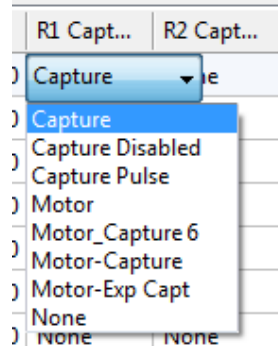 R1 Capt... R2 Capt...
Capture
Capture
Capture Disabled
Capture Pulse
Motor
Motor_Capture 6
Motor-Capture
Motor-Exp Capt
None
None None